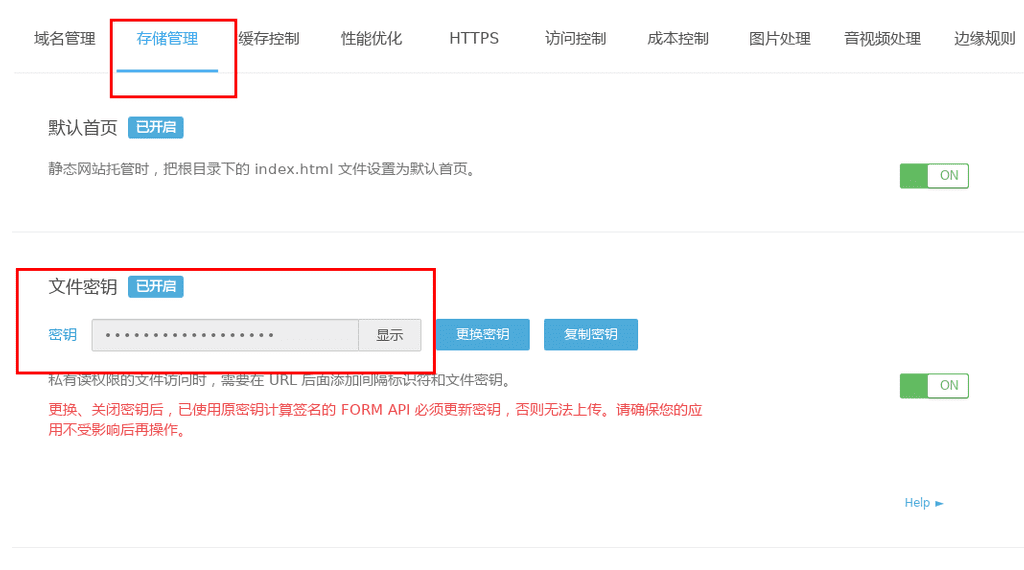 域名管理 存储管理 缓存控制 性能优化 HTTPS 访问控制 成本控制 图片处理 音视频处理 边缘规则
默认首页 已开启
静态网站托管时，把根目录下的 index.html 文件设置为默认首页。
ON
文件密钥 已开启
密钥 •••••••••••••••••• 显示 更换密钥 复制密钥
私有读权限的文件访问时，需要在 URL 后面添加间隔标识符和文件密钥。
ON
更换、关闭密钥后，已使用原密钥计算签名的 FORM API 必须更新密钥，否则无法上传。请确保您的应
用不受影响后再操作。
Help ►